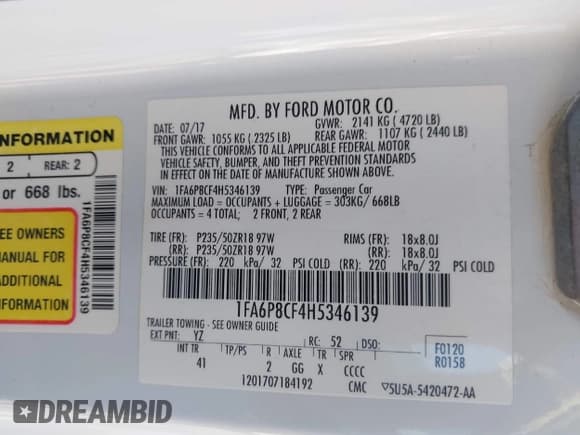 INFORMATION
2 REAR: 2
or 668 lbs.
SEE OWNERS
MANUAL FOR
ADDITIONAL
1FA6P8CF4H5346139
MFD. BY FORD MOTOR CO.
DATE: 07/17 GVWR: 2141 KG ( 4720 LB)
FRONT GAWR: 1055 KG ( 2325 LB) REAR GAWR: 1107 KG ( 2440 LB)
THIS VEHICLE CONFORMS TO ALL APPLICABLE FEDERAL MOTOR
VEHICLE SAFETY, BUMPER, AND THEFT PREVENTION STANDARDS
IN EFFECT ON THE DATE OF MANUFACTURE SHOWN ABOVE.
VIN: 1FA6P8CF4H5346139 TYPE: Passenger Car
MAXIMUM LOAD = OCCUPANTS + LUGGAGE = 303KG/ 668LB
OCCUPANTS = 4 TOTAL; 2 FRONT, 2 REAR
TIRE (FR): P235/50ZR18 97W RIMS (FR): 18x8.0J
(RR): P235/50ZR18 97W (RR): 18x8.0J
PRESSURE (FR): 220 kPa/ 32 PSI COLD (RR): 220 kPa/ 32 PSI COLD
1FA6P8CF4H5346139
TRAILER TOWING - SEE OWNER GUIDE
EXT PNT: YZ RC: 52 DSO: F0120
INT TR TP/PS R AXLE TR SPR R0158
41 2 GG X CCCC
1201707184192 CMC SU5A-5420472-AA
DREAMBID